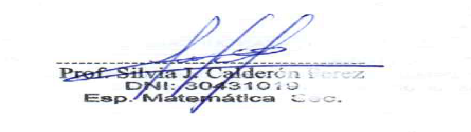 Prof. Silvia J. Calderón Perez
DNI: 30431019
Esp. Matemática Sec.